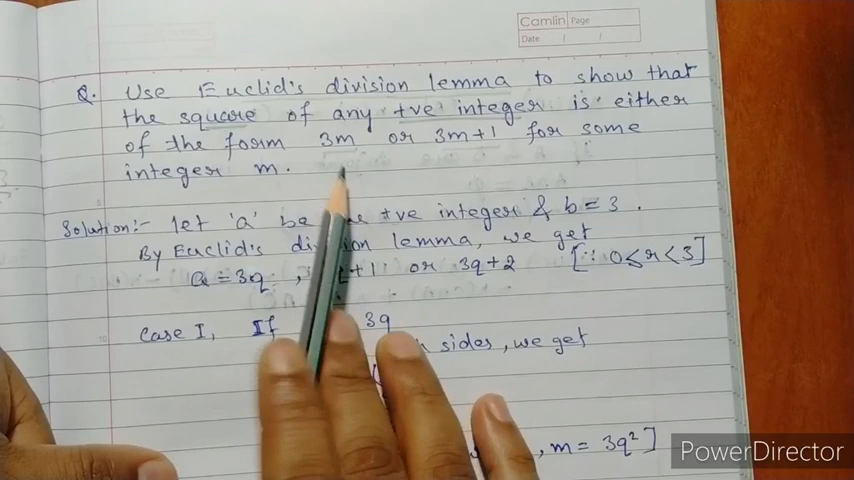 Camlin Page
Date / /
Q. Use Euclid's division lemma to show that
the square of any +ve integer is either
of the form 3m or 3m+1 for some
integer m.
Solution:- let 'a' be +ve integer & b = 3 .
By Euclid's division lemma, we get
a = 3q , +1 or 3q+2 [∵ 0≤r<3]
Case I, If 3q
sides, we get
, m = 3q²]
PowerDirector